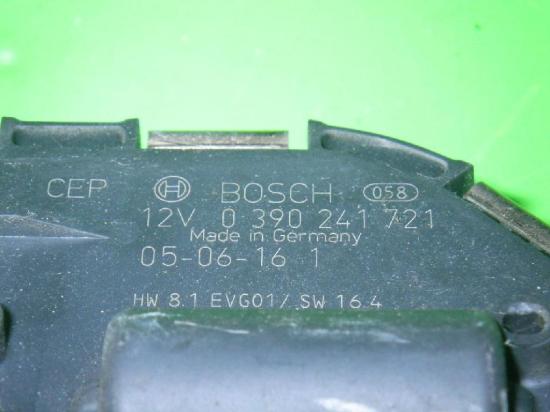 CEP BOSCH 058
12V 0 390 241 721
Made in Germany
05-06-16 1
HW 8.1 EVG01/ SW 16.4